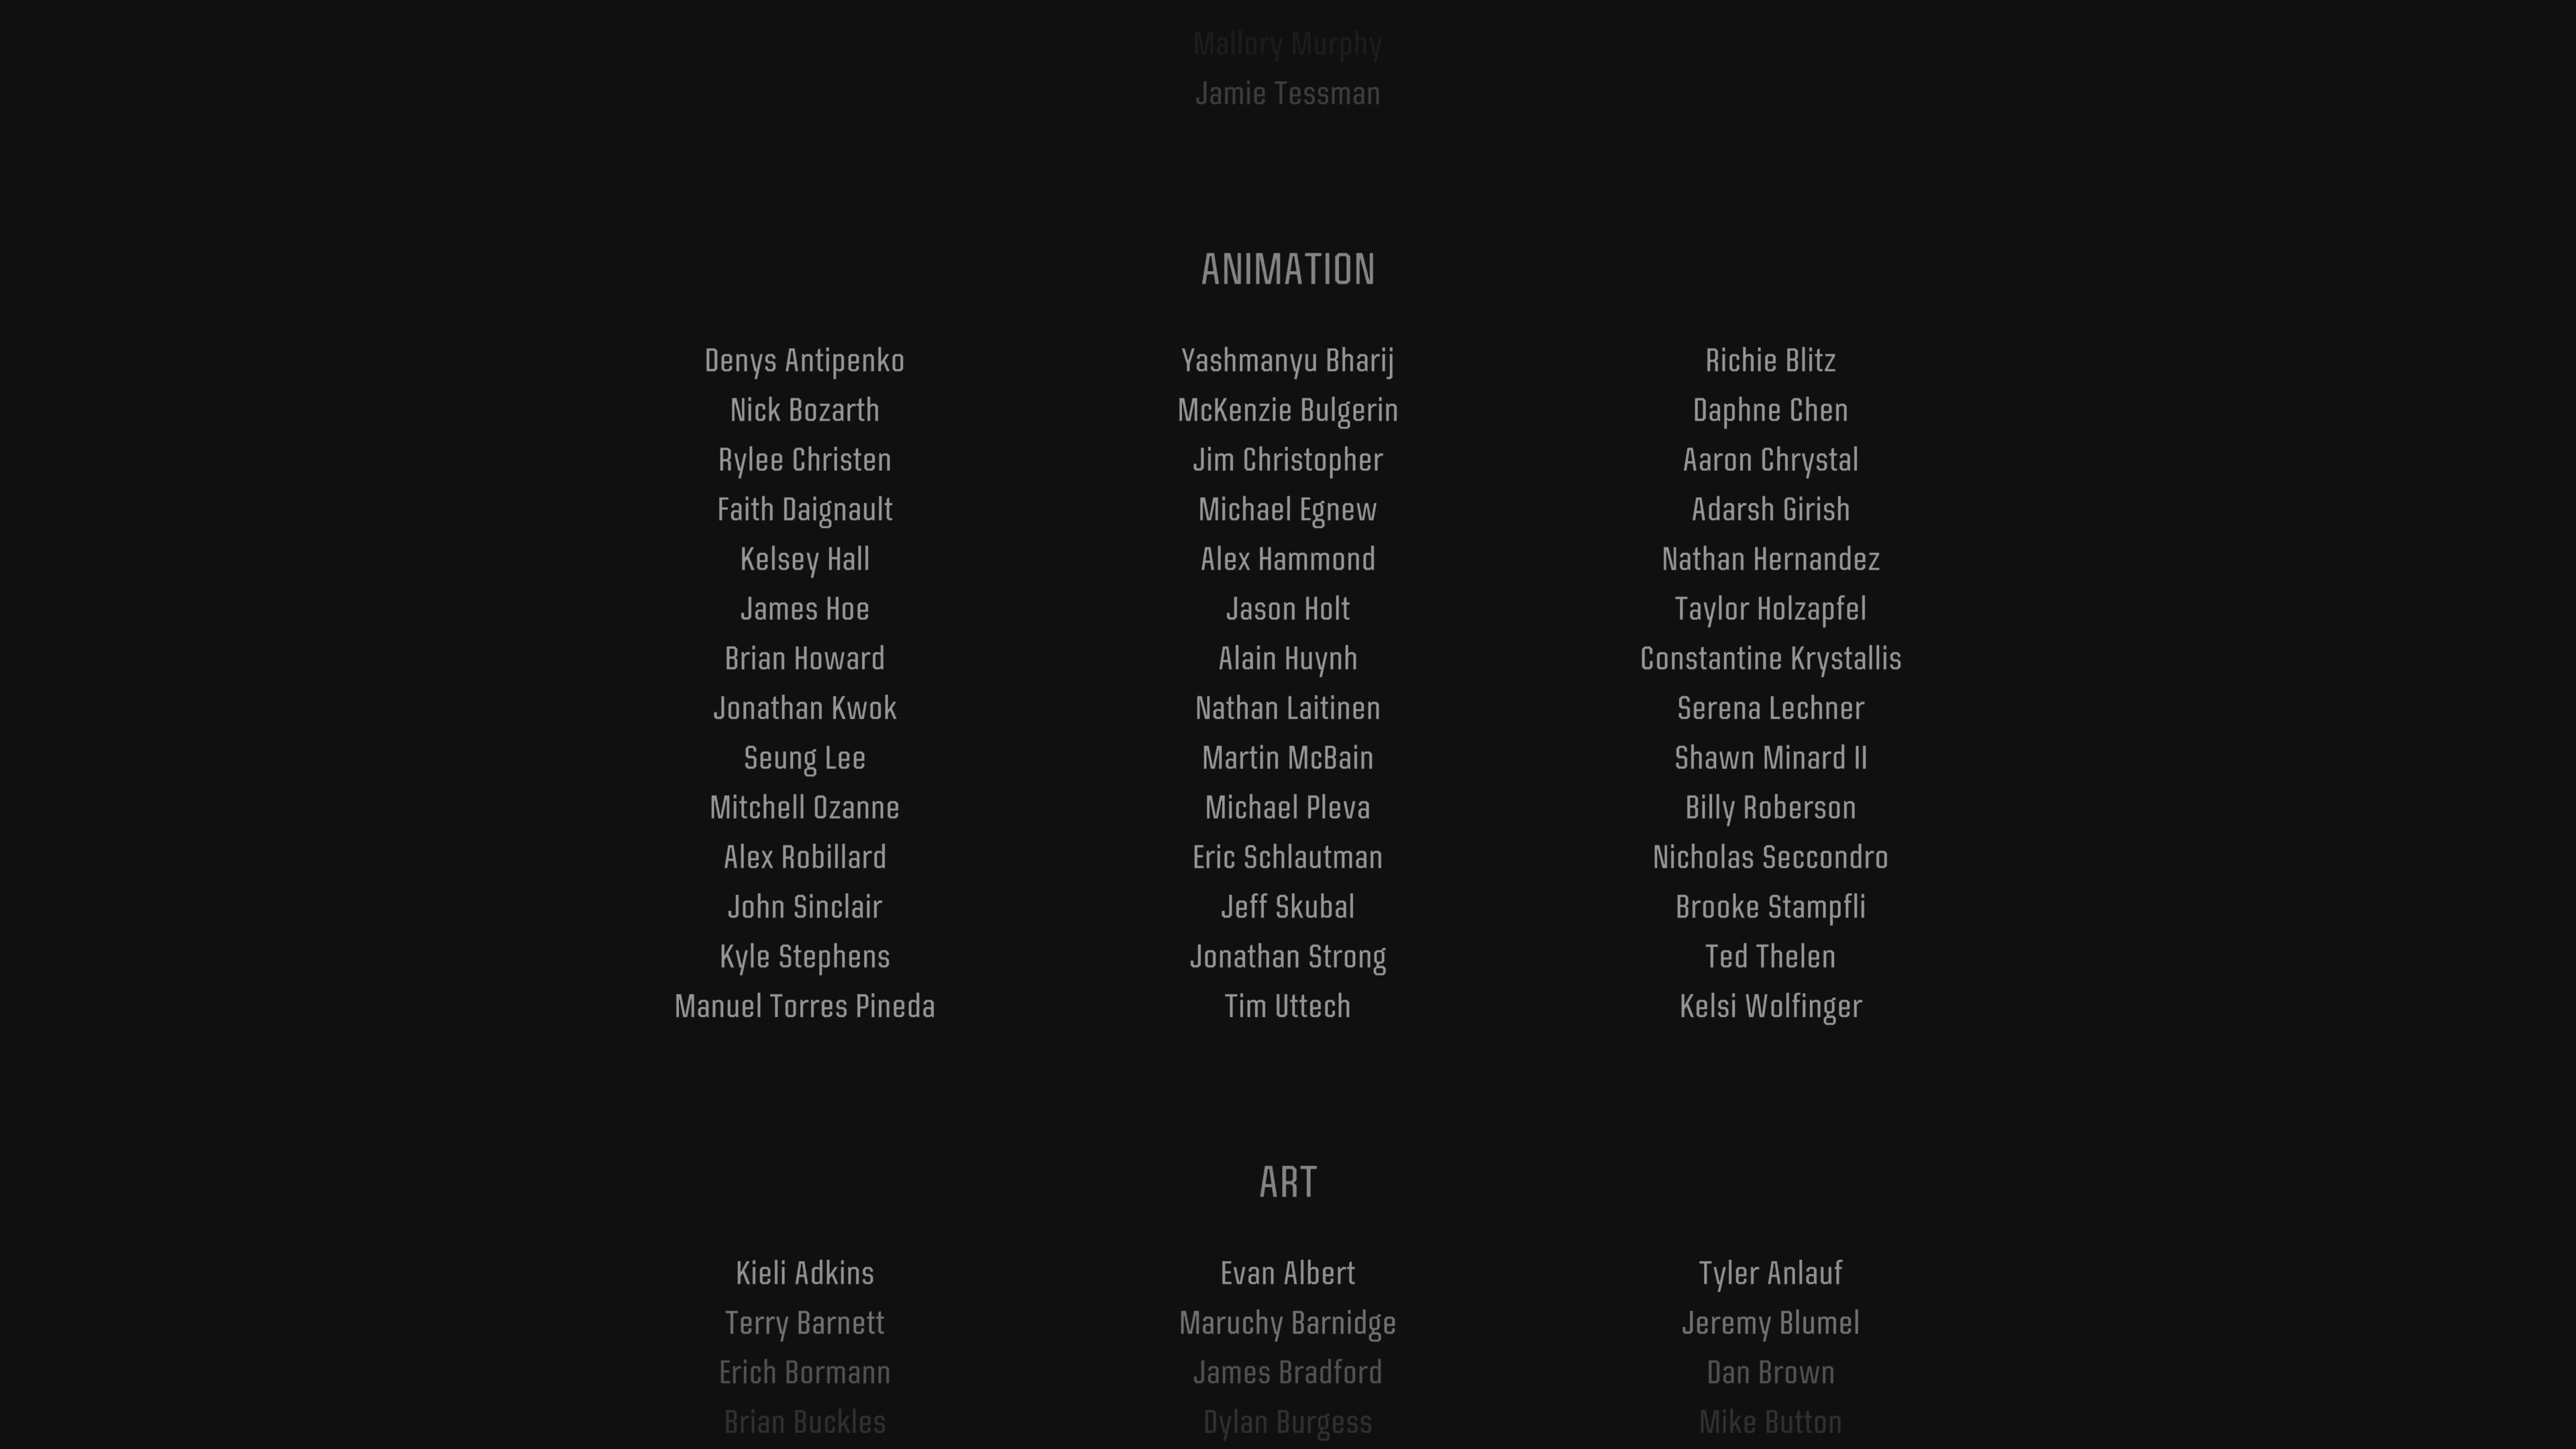 Mallory Murphy
Jamie Tessman
ANIMATION
Denys Antipenko Yashmanyu Bharij Richie Blitz
Nick Bozarth McKenzie Bulgerin Daphne Chen
Rylee Christen Jim Christopher Aaron Chrystal
Faith Daignault Michael Egnew Adarsh Girish
Kelsey Hall Alex Hammond Nathan Hernandez
James Hoe Jason Holt Taylor Holzapfel
Brian Howard Alain Huynh Constantine Krystallis
Jonathan Kwok Nathan Laitinen Serena Lechner
Seung Lee Martin McBain Shawn Minard II
Mitchell Ozanne Michael Pleva Billy Roberson
Alex Robillard Eric Schlautman Nicholas Seccondro
John Sinclair Jeff Skubal Brooke Stampfli
Kyle Stephens Jonathan Strong Ted Thelen
Manuel Torres Pineda Tim Uttech Kelsi Wolfinger
ART
Kieli Adkins Evan Albert Tyler Anlauf
Terry Barnett Maruchy Barnidge Jeremy Blumel
Erich Bormann James Bradford Dan Brown
Brian Buckles Dylan Burgess Mike Button